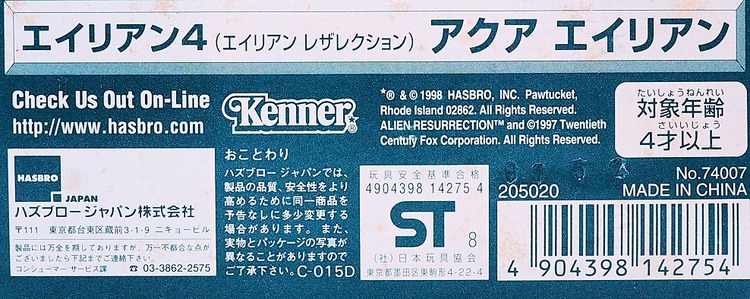 エイリアン4 (エイリアン レザレクション) アクア エイリアン
Check Us Out On-Line
http://www.hasbro.com
Kenner
*® & © 1998 HASBRO, INC. Pawtucket,
Rhode Island 02862. All Rights Reserved.
ALIEN RESURRECTION™ and ©1997 Twentieth
Century Fox Corporation. All Rights Reserved.
たいしょうねんれい
対象年齢
さいいじょう
4才以上
HASBRO
JAPAN
ハズブロージャパン株式会社
〒111 東京都台東区蔵前3-1-9 ニキョービル
製品には万全を期しておりますが、万一不都合な点が
ございましたら下記までご連絡下さい。
コンシューマー サービス課 ☎ 03-3862-2575
おことわり
ハズブロージャパンでは、
製品の品質、安全性をより
高めるために同一商品を
予告なしに多少変更する
場合があります。また、
実物とパッケージの写真が
異なることがありますので
ご了承下さい。C-015D
玩具安全基準合格
4904398 14275 4
ST
8
(社)日本玩具協会
東京都墨田区東駒形4-22-4
No.74007
205020 MADE IN CHINA
4 904398 142754